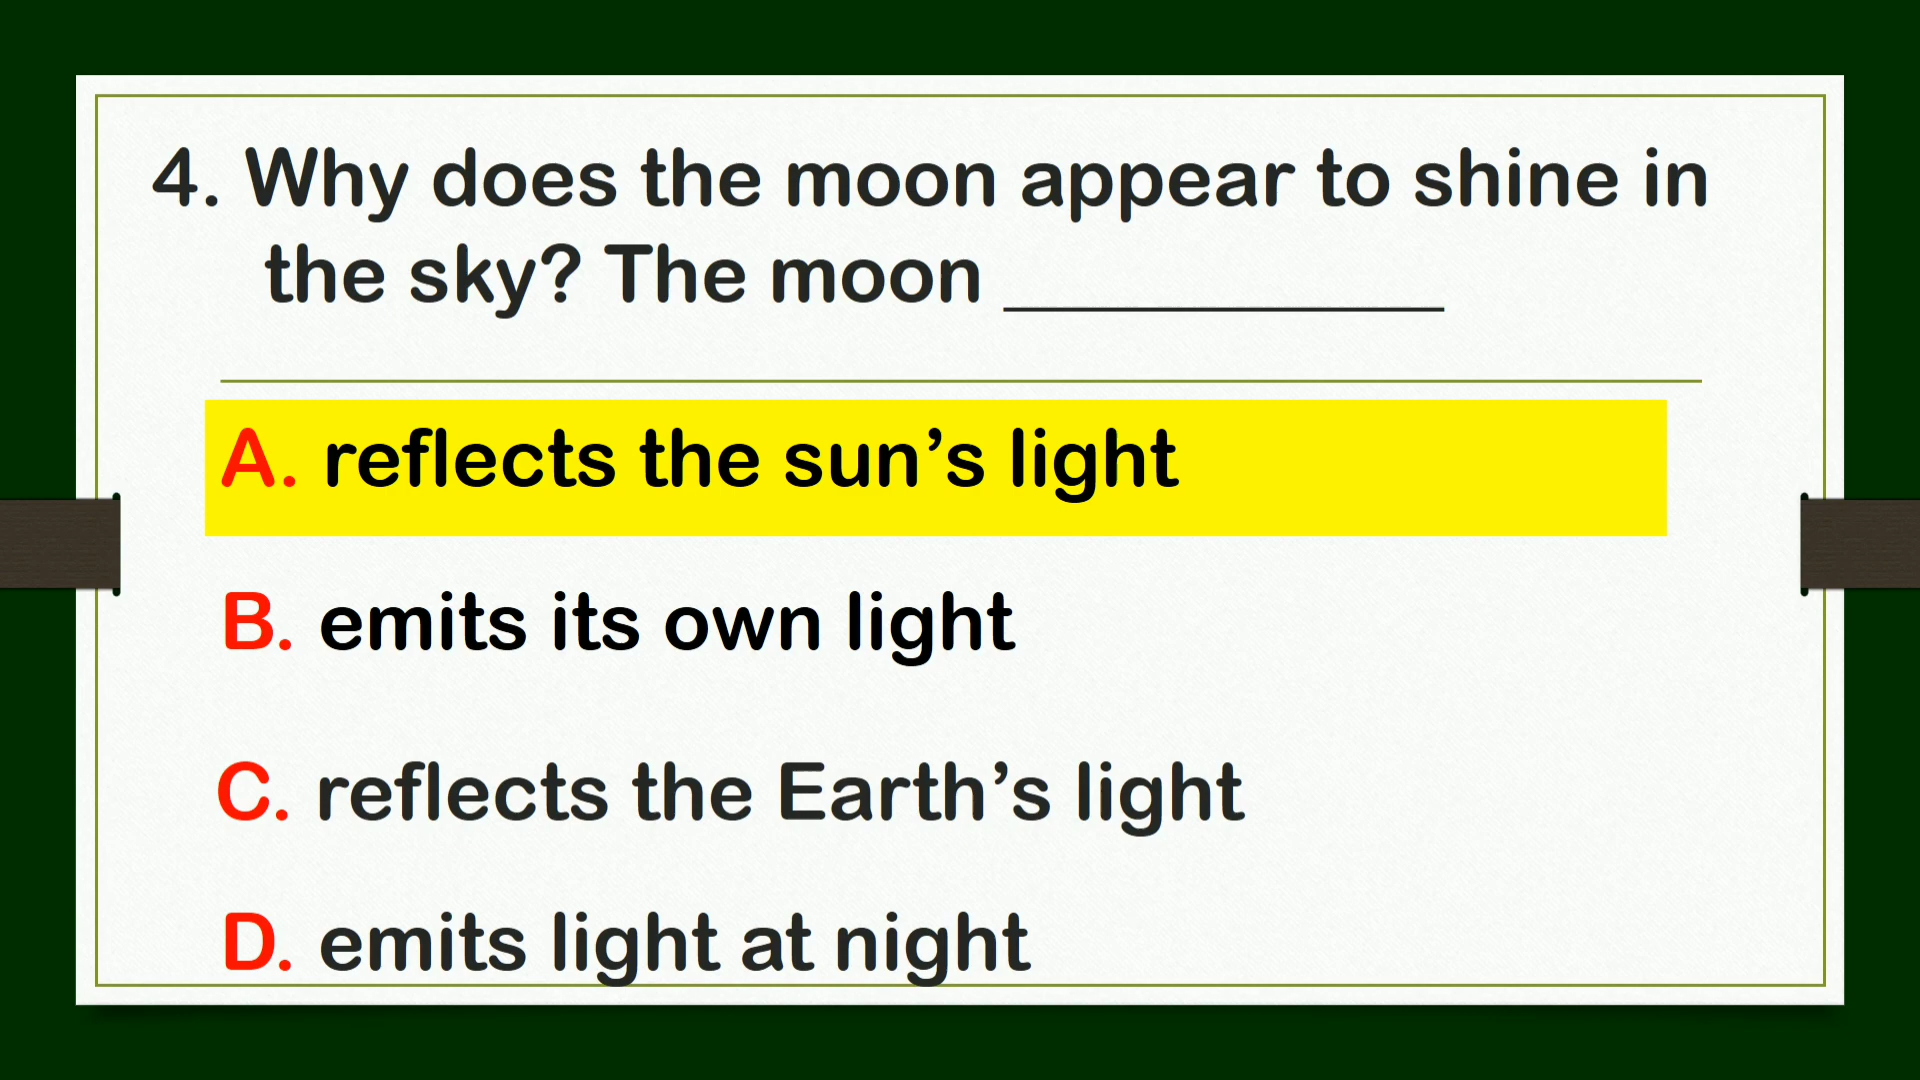 4. Why does the moon appear to shine in
the sky? The moon ___________
A. reflects the sun’s light
B. emits its own light
C. reflects the Earth’s light
D. emits light at night